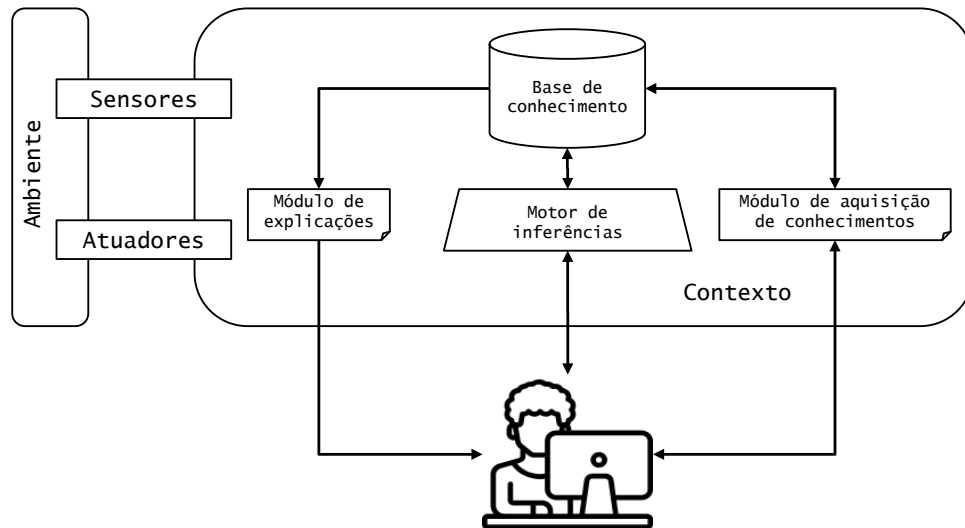 Ambiente
Sensores
Atuadores
Base de
conhecimento
Módulo de
explicações
Motor de
inferências
Módulo de aquisição
de conhecimentos
Contexto